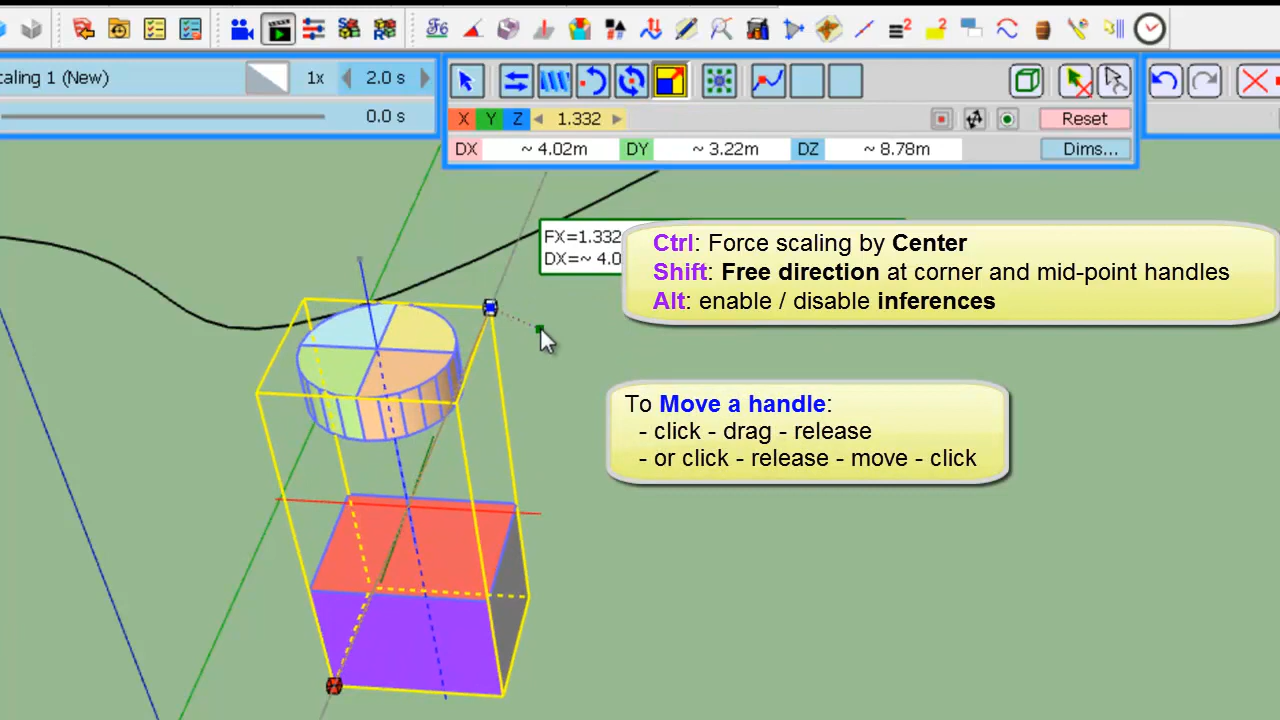 caling 1 (New) 1x 2.0 s
0.0 s
X Y Z 1.332 Reset
DX ~ 4.02m DY ~ 3.22m DZ ~ 8.78m Dims...
FX=1.332
DX=~ 4.0
Ctrl: Force scaling by Center
Shift: Free direction at corner and mid-point handles
Alt: enable / disable inferences
To Move a handle:
- click - drag - release
- or click - release - move - click